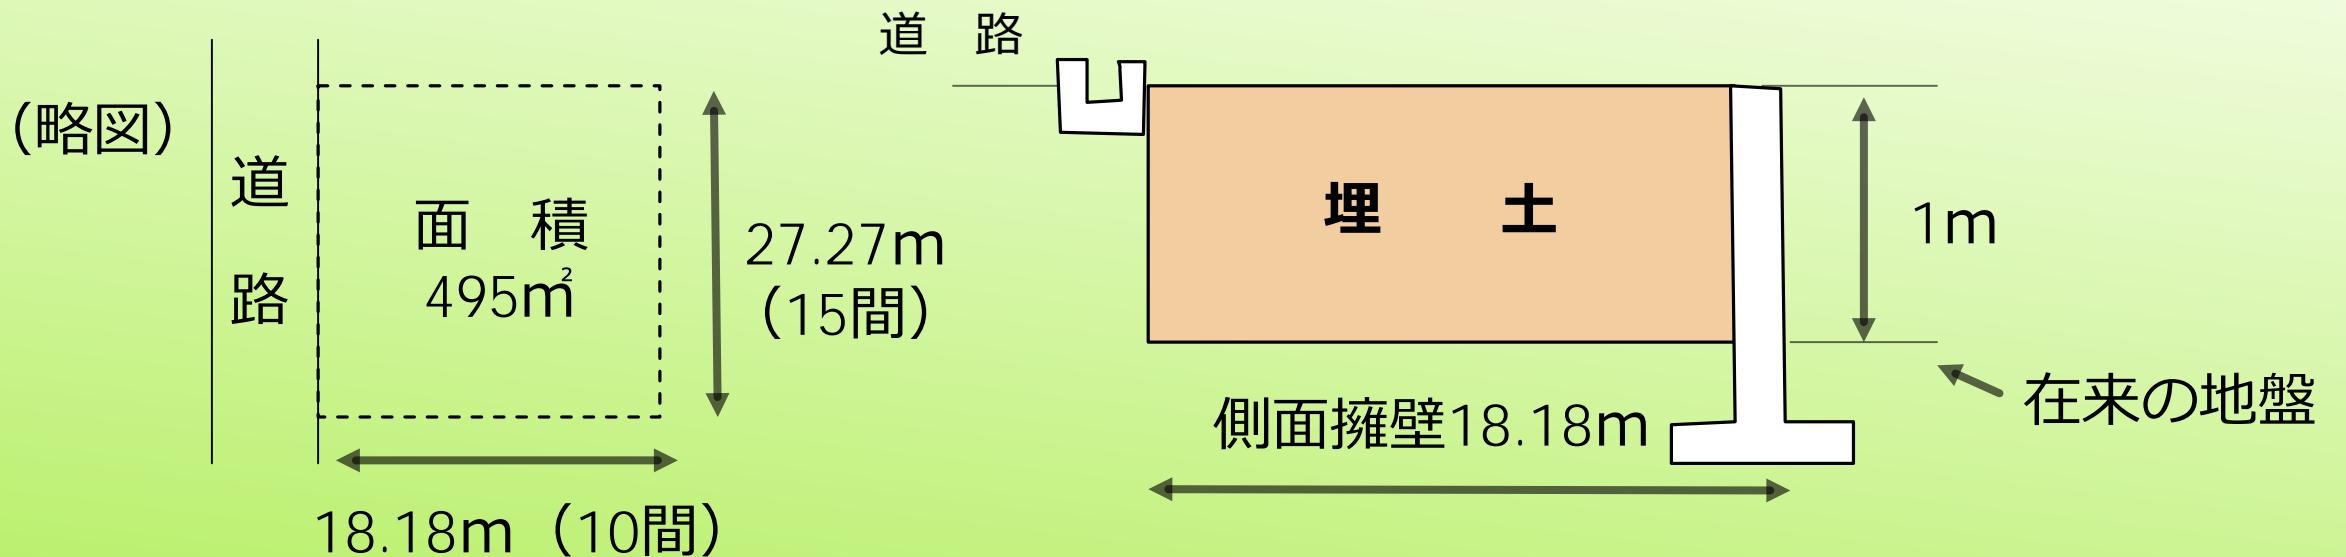 （略図）
道
路
面　積
495㎡
27.27m
（15間）
18.18m（10間）
道　路
埋　土
1m
側面擁壁18.18m
在来の地盤